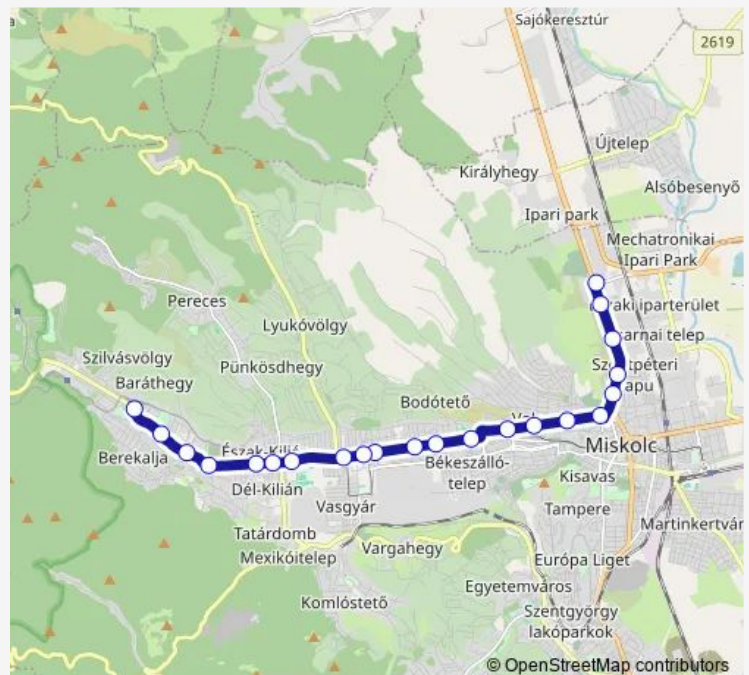 Sajókeresztúr
2619
Újtelep
Királyhegy
Alsóbesenyő
Ipari park
Mechatronikai
Ipari Park
Pereces
Lyukóvölgy
Szilvásvölgy
Pünkösdhegy
Baráthegy
Bodótető
Miskolc
Berekalja
Békeszálló-
telep
Kisavas
Dél-Kilián
Vasgyár
Tampere
Martinkertvár
Tatárdomb
Mexikóitelep
Vargahegy
Európa Liget
Komlóstető
Egyetemváros
Szentgyörgy
lakóparkok
© OpenStreetMap contributors